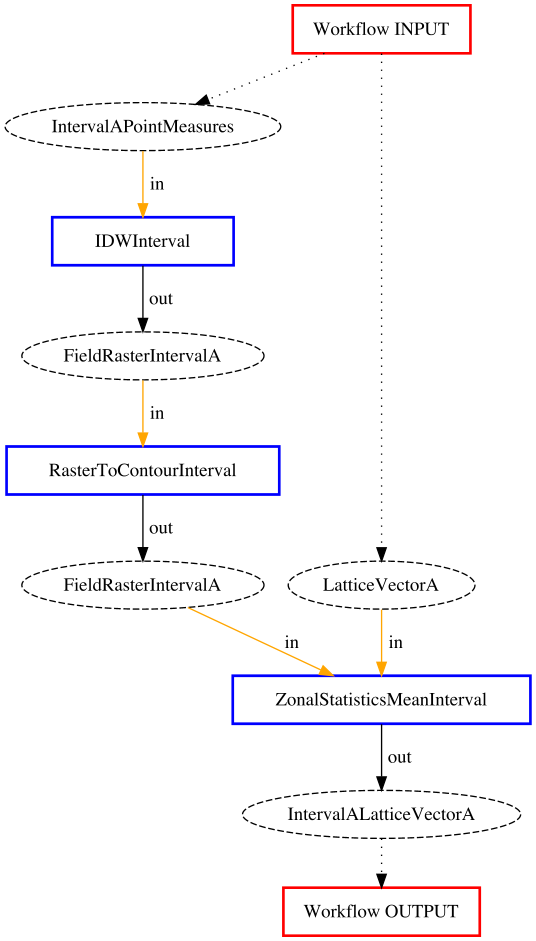 Workflow INPUT
IntervalAPointMeasures
in
IDWInterval
out
FieldRasterIntervalA
in
RasterToContourInterval
out
FieldRasterIntervalA
LatticeVectorA
in
in
ZonalStatisticsMeanInterval
out
IntervalALatticeVectorA
Workflow OUTPUT